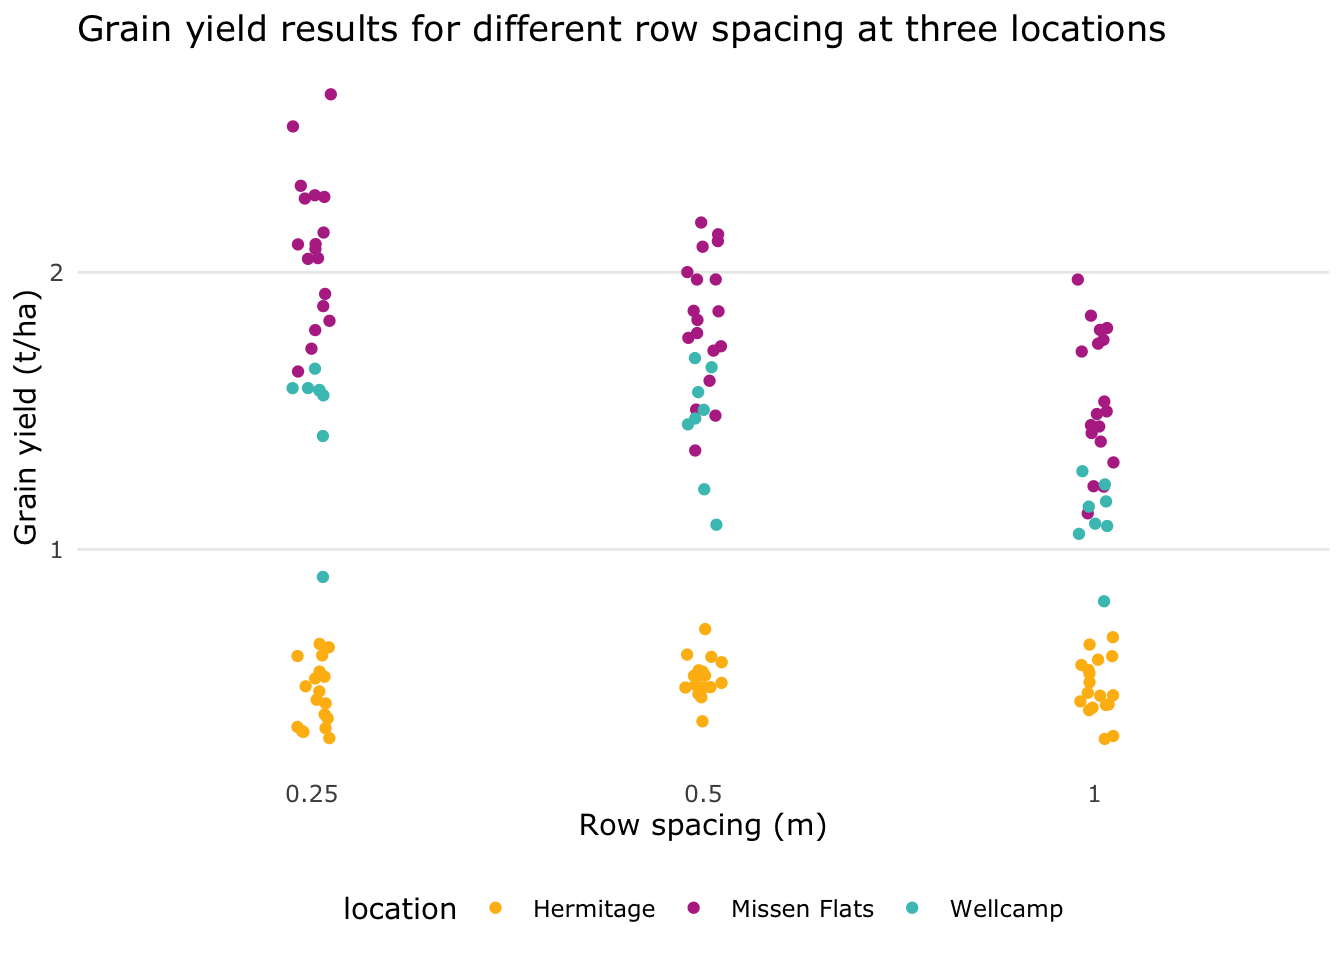 Grain yield results for different row spacing at three locations
Grain yield (t/ha)
2
1
0.25 0.5 1
Row spacing (m)
location Hermitage Missen Flats Wellcamp